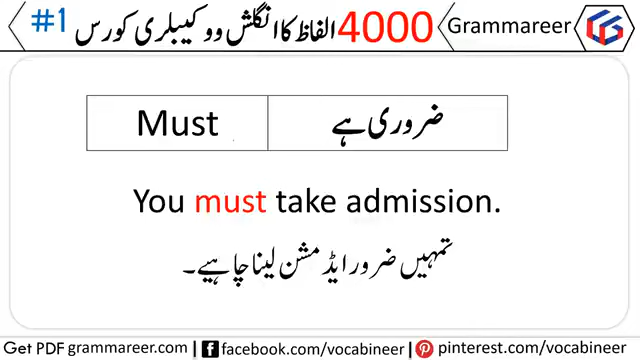 #1 4000 الفاظ کا انگلش ووکیبلری کورس Grammareer
Must ضروری ہے
You must take admission.
تمہیں ضرور ایڈمشن لینا چاہیے۔
Get PDF grammareer.com | facebook.com/vocabineer | pinterest.com/vocabineer